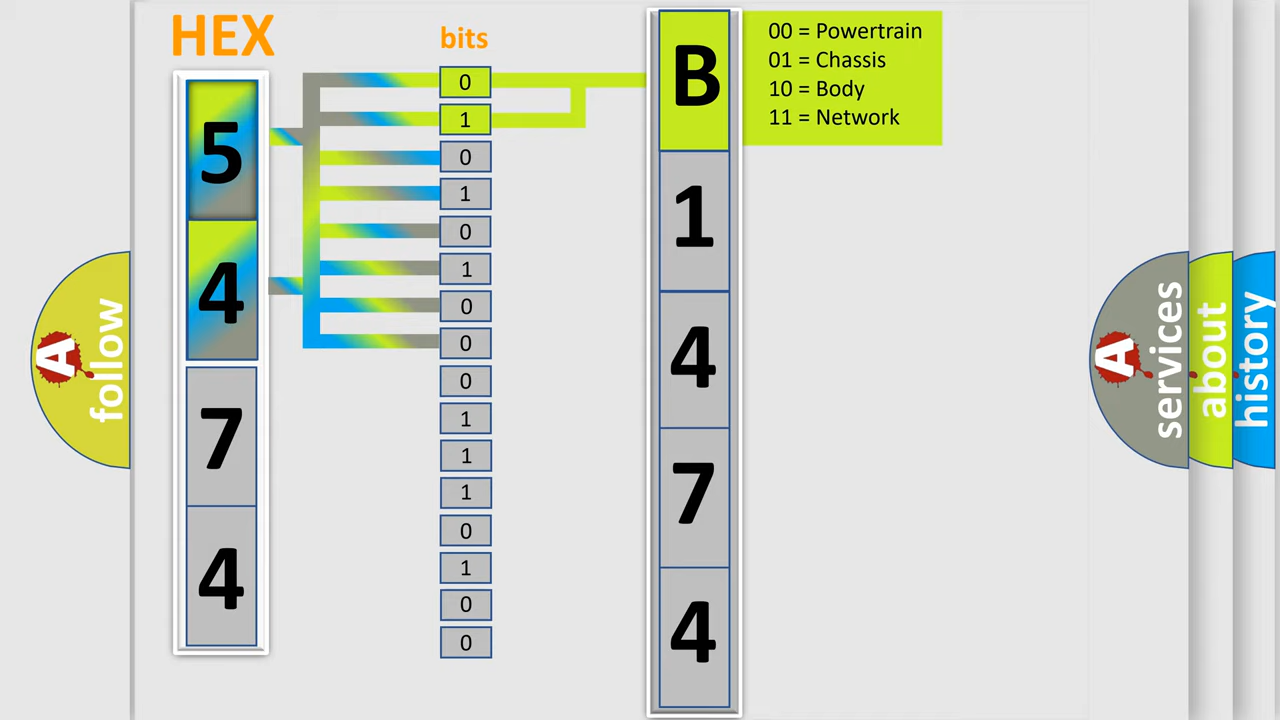 HEX
bits
5
4
7
4
0
1
0
1
0
1
0
0
0
1
1
1
0
1
0
0
B
1
4
7
4
00 = Powertrain
01 = Chassis
10 = Body
11 = Network
A follow
A services
about
history